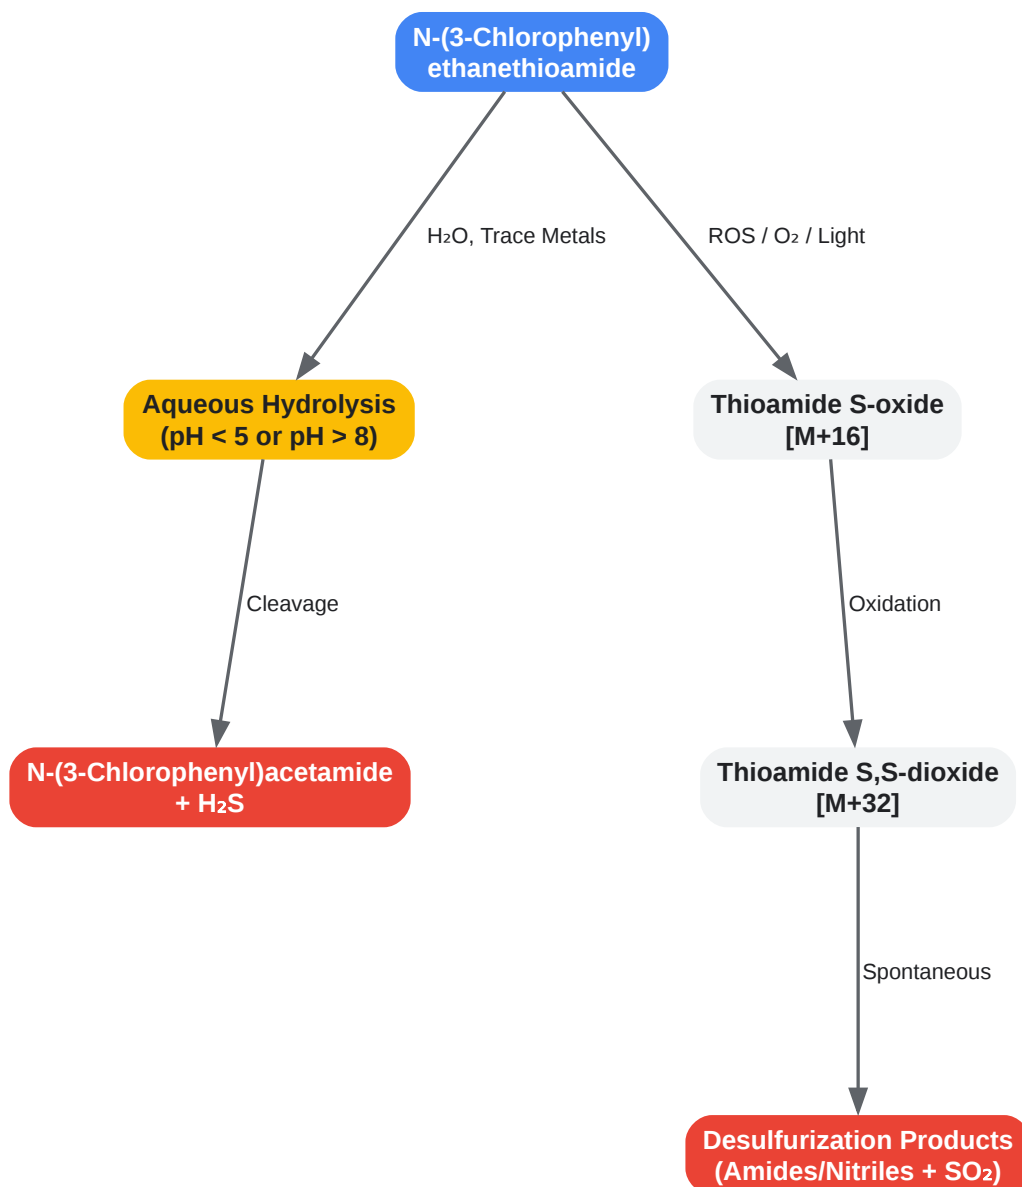 N-(3-Chlorophenyl)
ethanethioamide
H₂O, Trace Metals
ROS / O₂ / Light
Aqueous Hydrolysis
(pH < 5 or pH > 8)
Thioamide S-oxide
[M+16]
Cleavage
Oxidation
N-(3-Chlorophenyl)acetamide
+ H₂S
Thioamide S,S-dioxide
[M+32]
Spontaneous
Desulfurization Products
(Amides/Nitriles + SO₂)